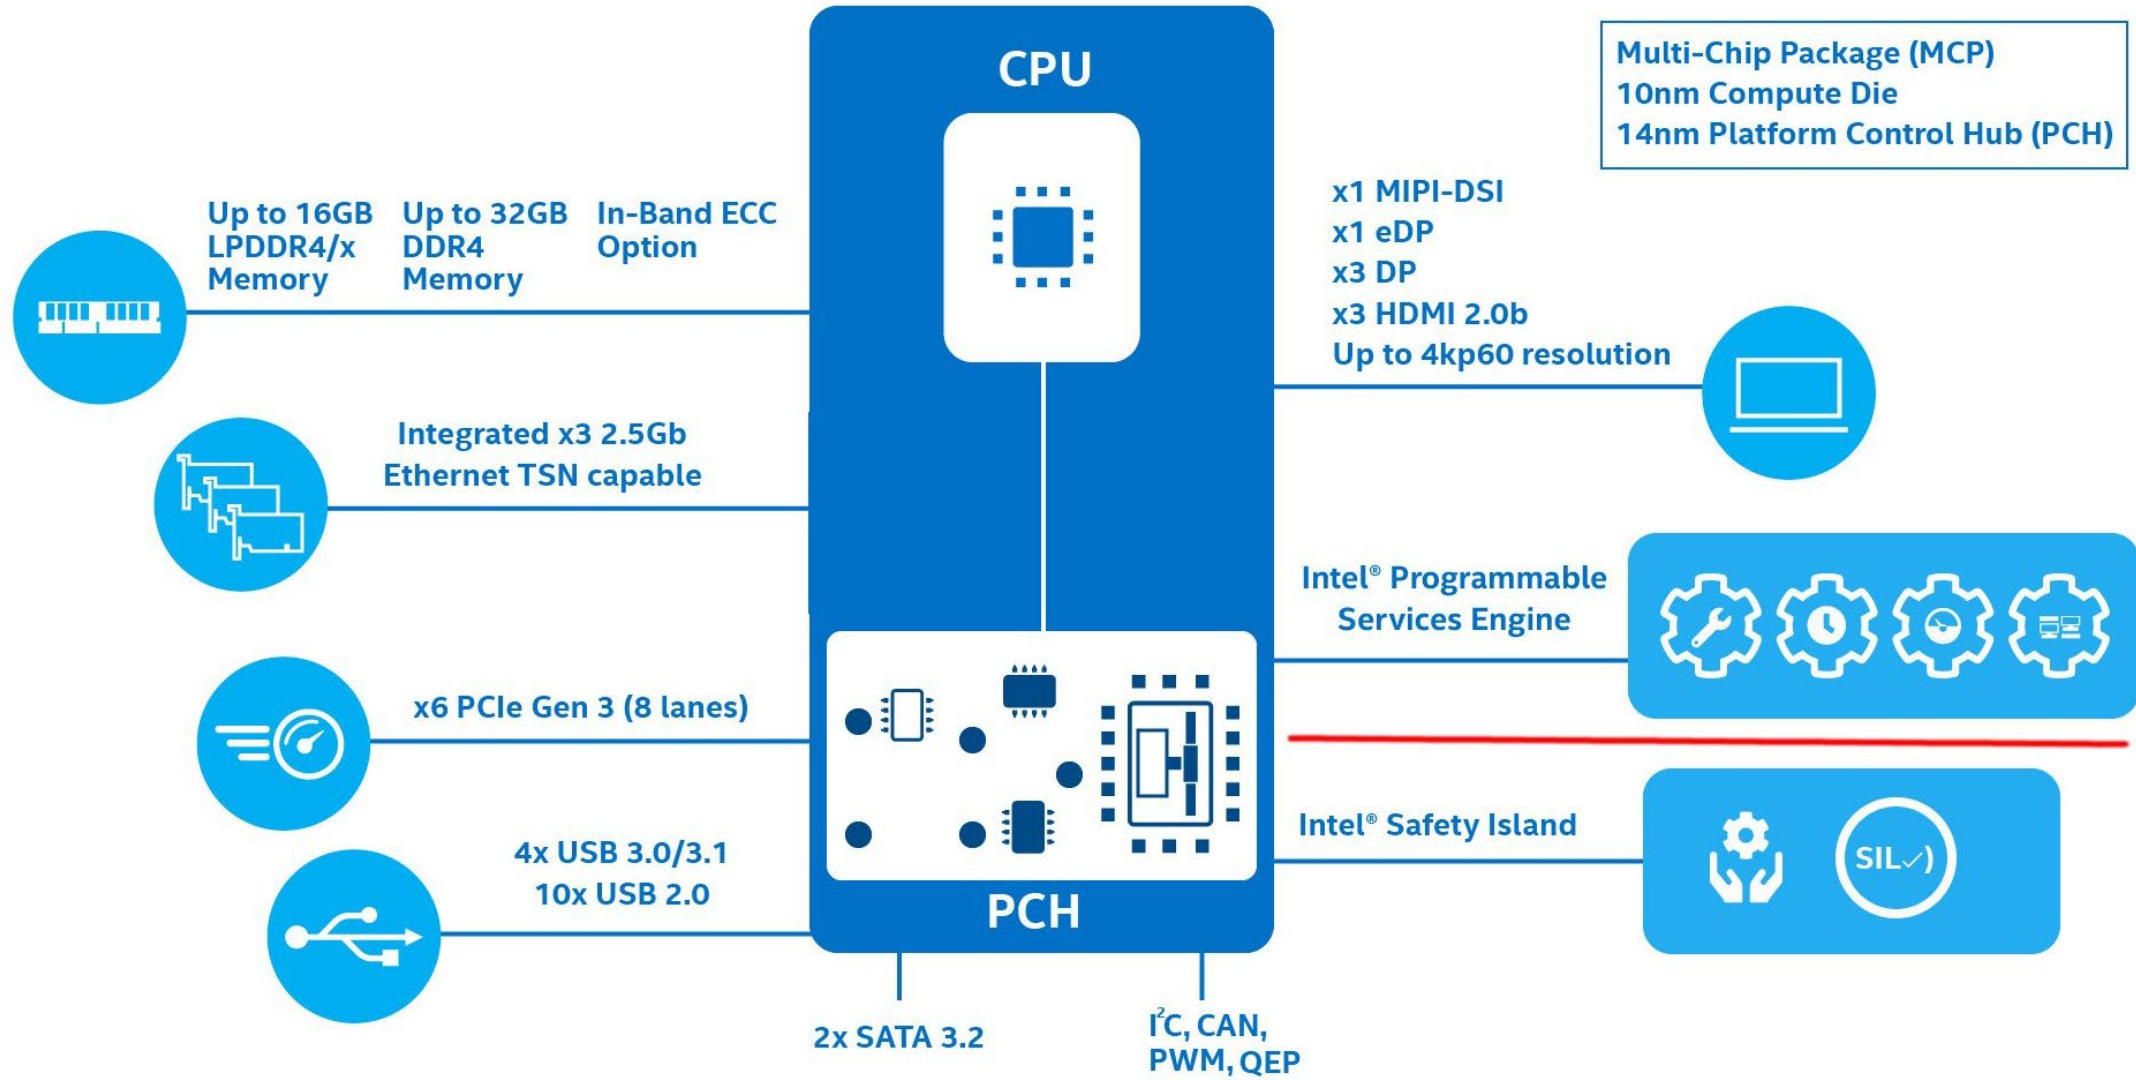 CPU
Multi-Chip Package (MCP)
10nm Compute Die
14nm Platform Control Hub (PCH)
Up to 16GB
LPDDR4/x
Memory
Up to 32GB
DDR4
Memory
In-Band ECC
Option
x1 MIPI-DSI
x1 eDP
x3 DP
x3 HDMI 2.0b
Up to 4kp60 resolution
Integrated x3 2.5Gb
Ethernet TSN capable
Intel® Programmable
Services Engine
x6 PCIe Gen 3 (8 lanes)
Intel® Safety Island
SIL✓)
4x USB 3.0/3.1
10x USB 2.0
PCH
2x SATA 3.2
I²C, CAN,
PWM, QEP